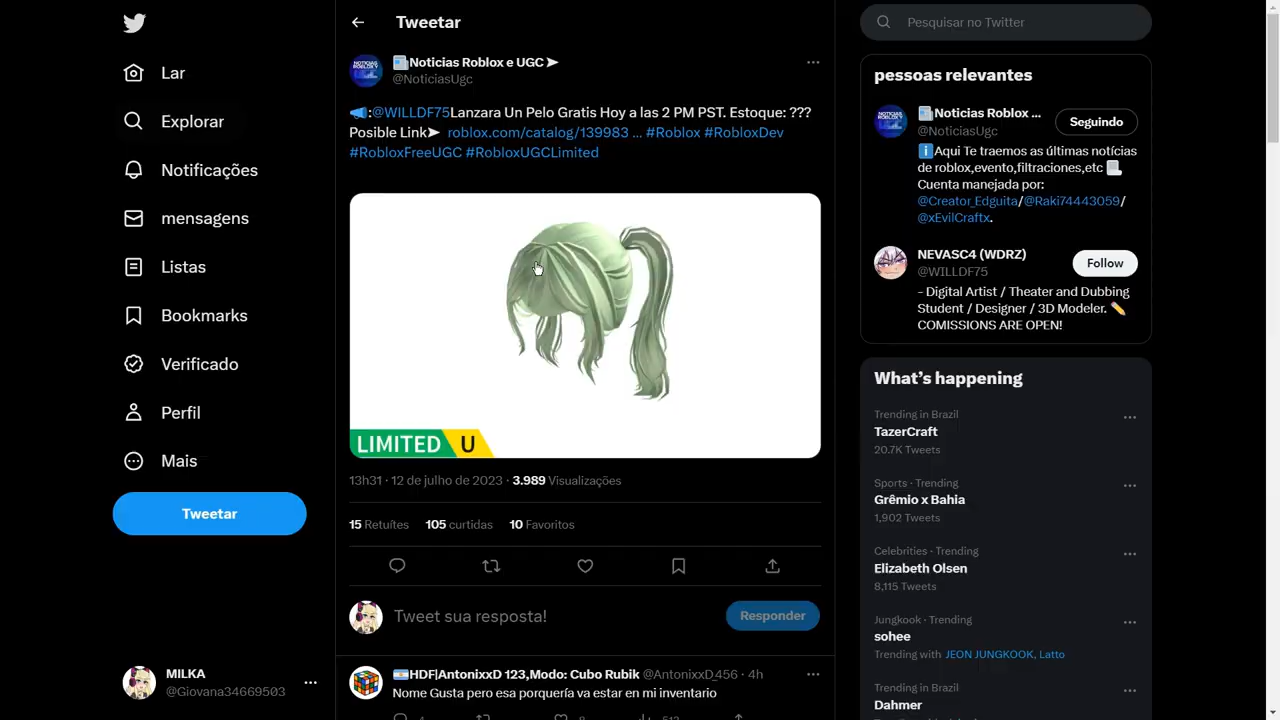 Lar
Explorar
Notificações
mensagens
Listas
Bookmarks
Verificado
Perfil
Mais
Tweetar
MILKA
@Giovana34669503
Tweetar
Noticias Roblox e UGC ➤
@NoticiasUgc
:@WILLDF75Lanzara Un Pelo Gratis Hoy a las 2 PM PST. Estoque: ???
Posible Link➤ roblox.com/catalog/139983 ... #Roblox #RobloxDev
#RobloxFreeUGC #RobloxUGCLimited
LIMITED U
13h31 · 12 de julho de 2023 · 3.989 Visualizações
15 Retuítes 105 curtidas 10 Favoritos
Tweet sua resposta!
Responder
HDF|AntonixxD 123,Modo: Cubo Rubik @AntonixxD_456 · 4h
Nome Gusta pero esa porquería va estar en mi inventario
Pesquisar no Twitter
pessoas relevantes
Noticias Roblox ...
@NoticiasUgc
Seguindo
Aqui Te traemos as últimas notícias
de roblox,evento,filtraciones,etc
Cuenta manejada por:
@Creator_Edguita/@Raki74443059/
@xEvilCraftx.
NEVASC4 (WDRZ)
@WILLDF75
Follow
- Digital Artist / Theater and Dubbing
Student / Designer / 3D Modeler.
COMISSIONS ARE OPEN!
What's happening
Trending in Brazil
TazerCraft
20.7K Tweets
Sports · Trending
Grêmio x Bahia
1,902 Tweets
Celebrities · Trending
Elizabeth Olsen
8,115 Tweets
Jungkook · Trending
sohee
Trending with JEON JUNGKOOK, Latto
Trending in Brazil
Dahmer